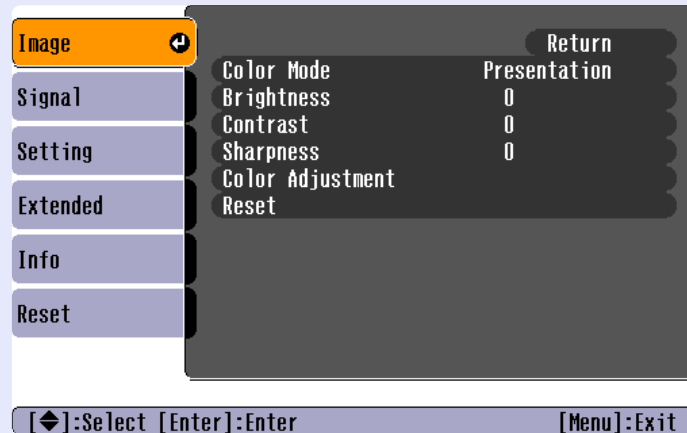 Image
Signal
Setting
Extended
Info
Reset
Return
Color Mode Presentation
Brightness 0
Contrast 0
Sharpness 0
Color Adjustment
Reset
[◆]:Select [Enter]:Enter [Menu]:Exit